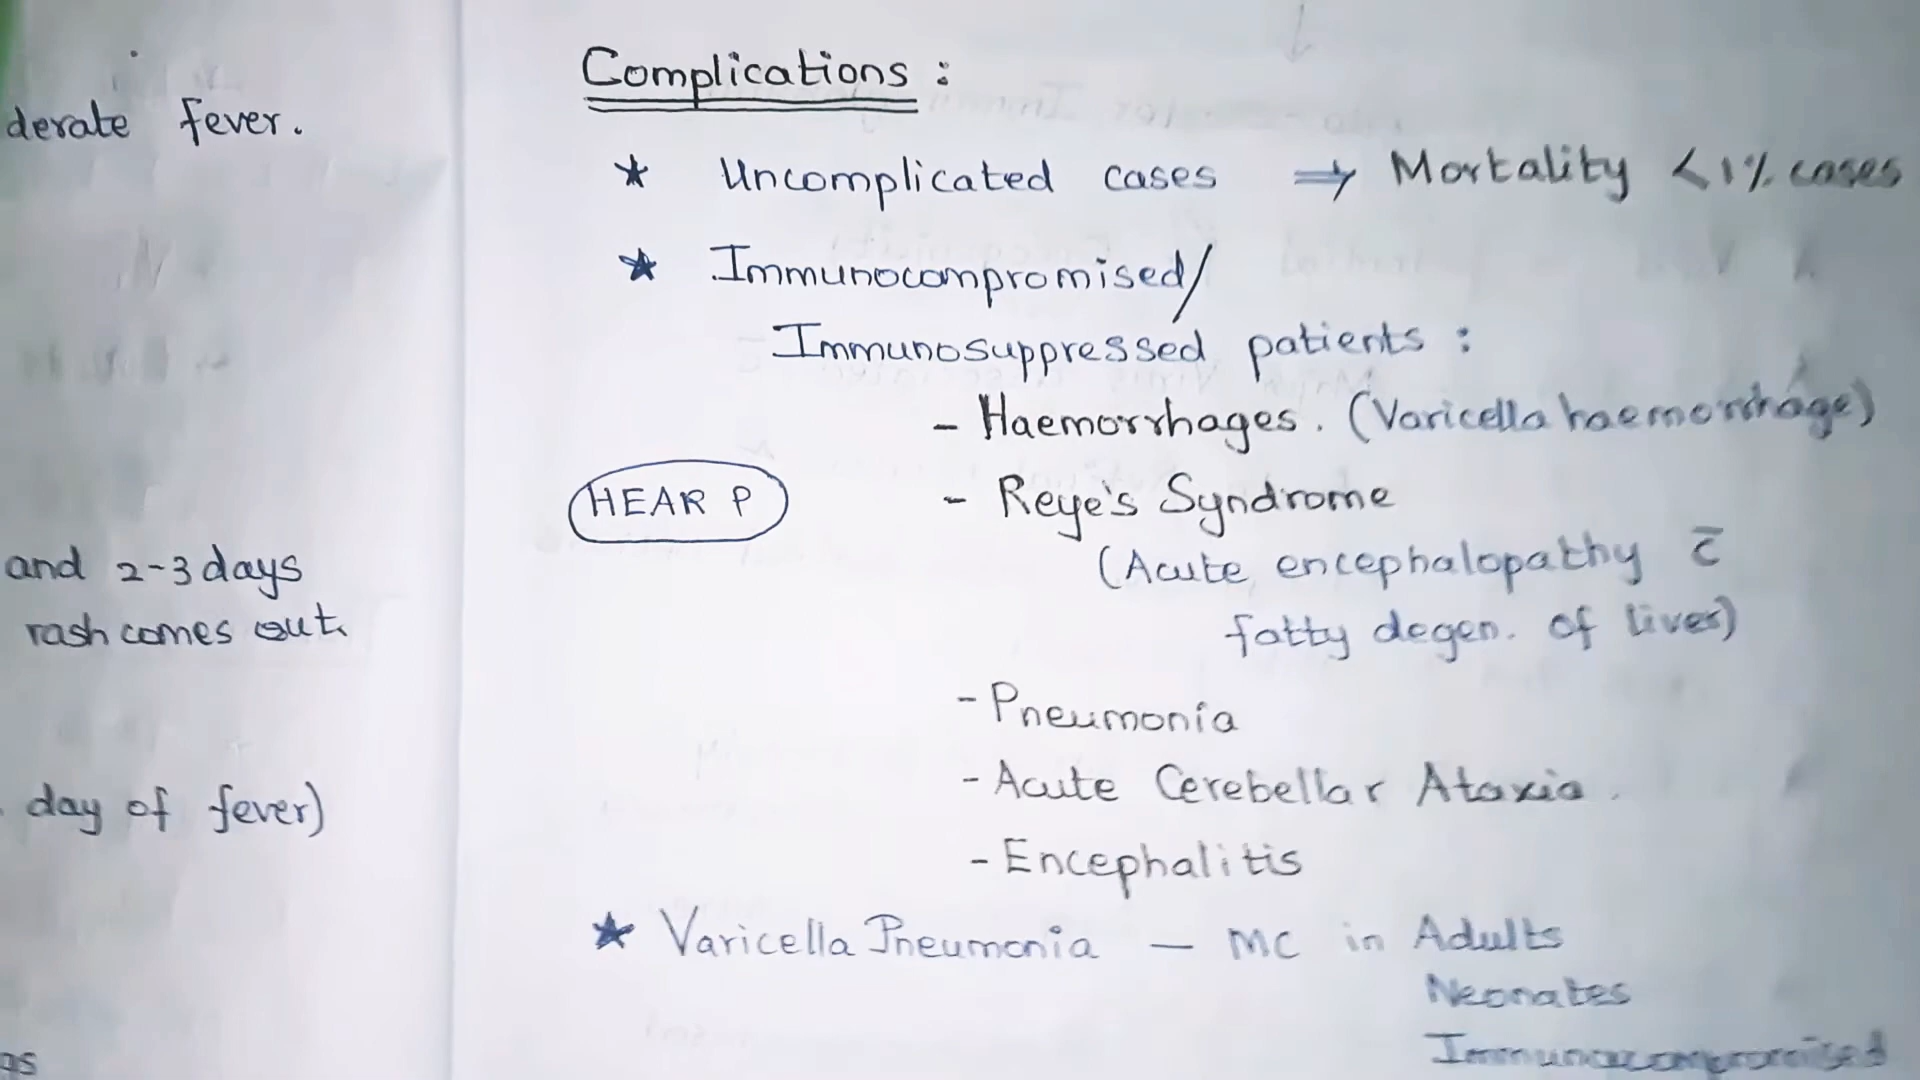 derate fever.
and 2-3 days
rash comes out.
day of fever)
Complications :
★ Uncomplicated cases ⇒ Mortality <1% cases
★ Immunocompromised/
Immunosuppressed patients :
- Haemorrhages. (Varicella haemorrhage)
HEAR P
- Reye's Syndrome
(Acute encephalopathy c̄
fatty degen. of liver)
- Pneumonia
- Acute Cerebellar Ataxia.
- Encephalitis
★ Varicella Pneumonia — MC in Adults
Neonates
Immunocompromised